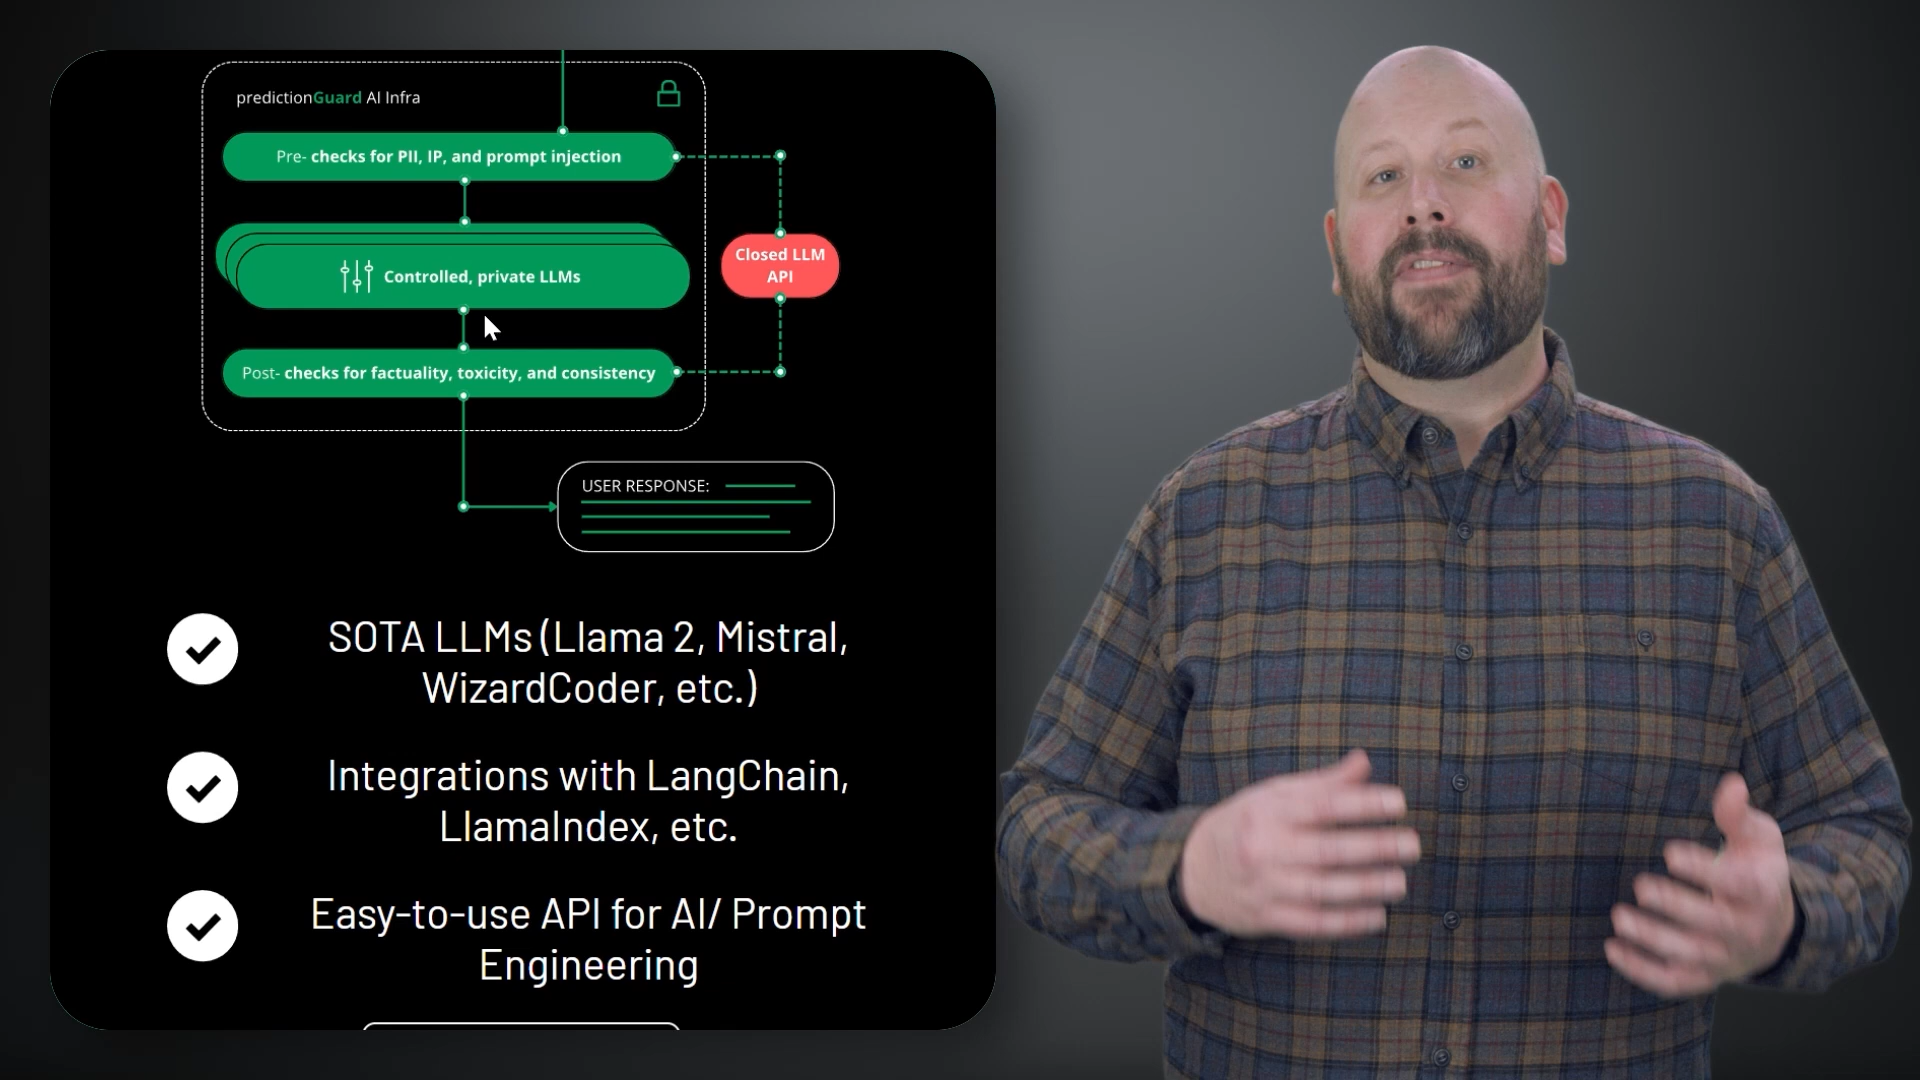 predictionGuard AI Infra
Pre- checks for PII, IP, and prompt injection
Controlled, private LLMs
Closed LLM
API
Post- checks for factuality, toxicity, and consistency
USER RESPONSE:
SOTA LLMs (Llama 2, Mistral,
WizardCoder, etc.)
Integrations with LangChain,
LlamaIndex, etc.
Easy-to-use API for AI/ Prompt
Engineering